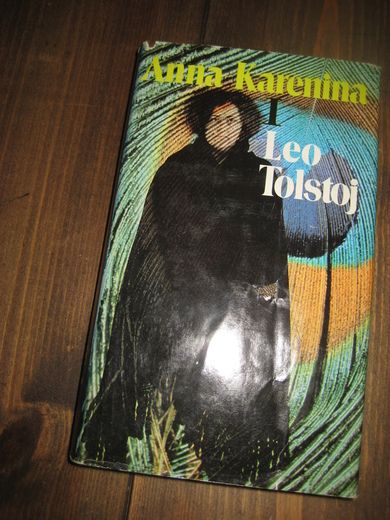 Anna Karenina
I
Leo
Tolstoj